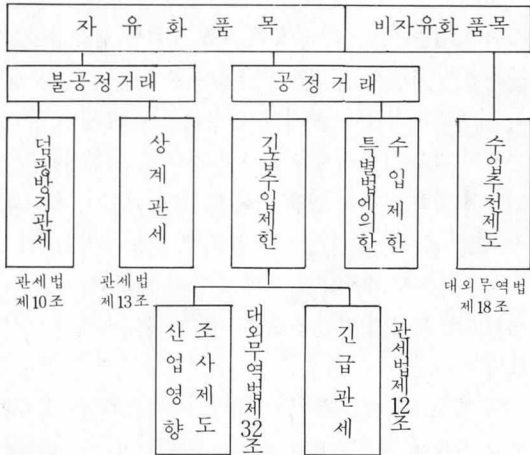 자유화품목
비자유화품목
불공정거래
공정거래
덤핑방지관세
상계관세
긴급수입제한
특별법에의한
수입제한
수입추천제도
관세법
제10조
관세법
제13조
대외무역법
제18조
산업영향
조사제도
대외무역법제32조
긴급관세
관세법제12조